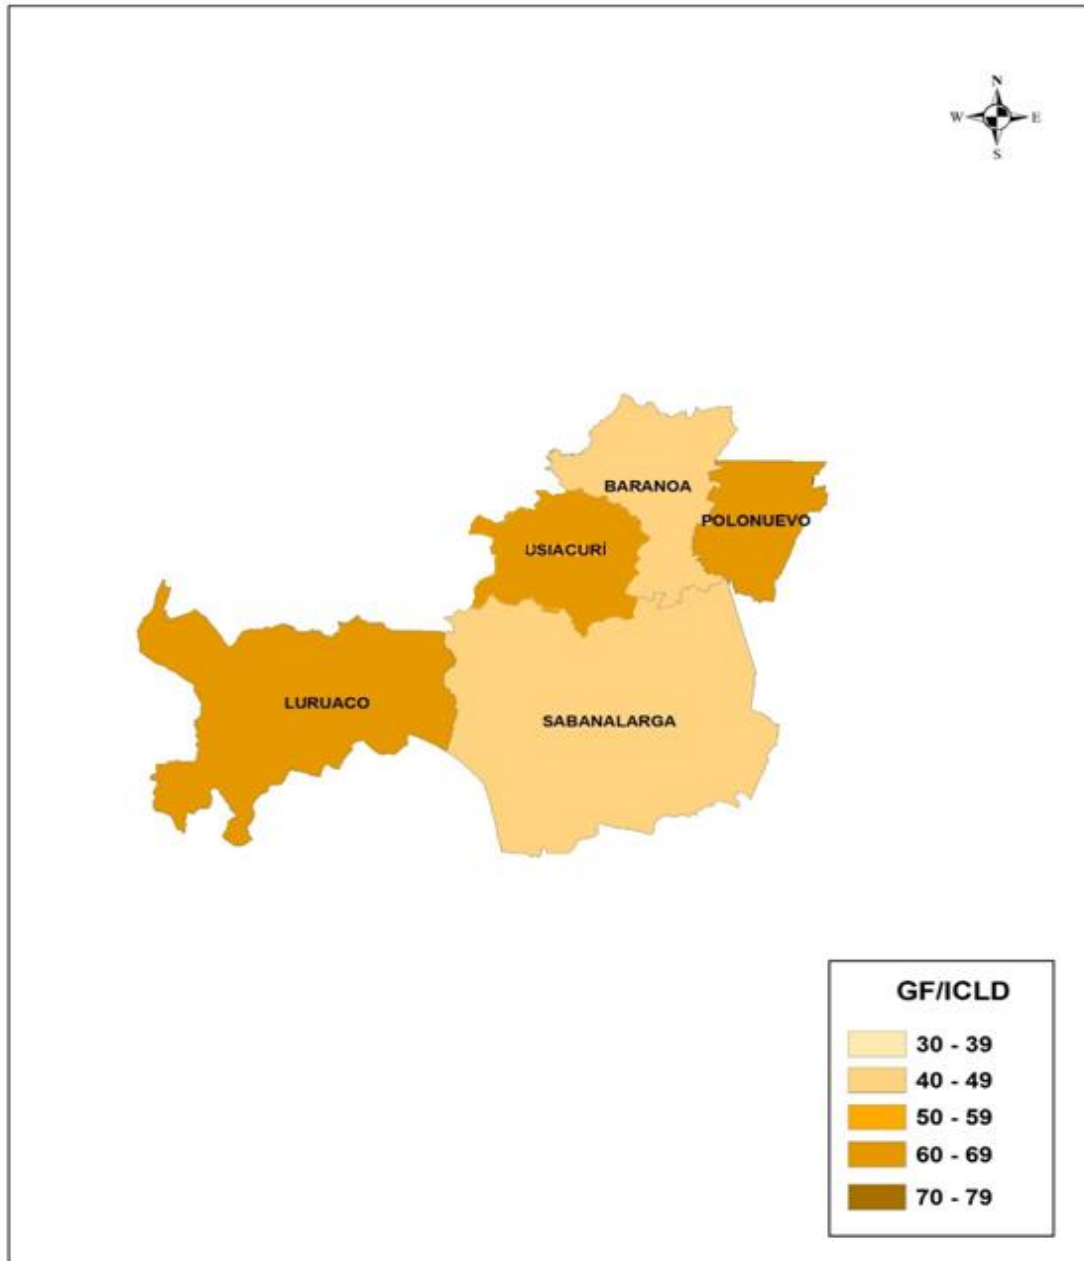 N
W E
S
BARANOA
POLONUEVO
USIACURÍ
LURUACO
SABANALARGA
GF/ICLD
30 - 39
40 - 49
50 - 59
60 - 69
70 - 79